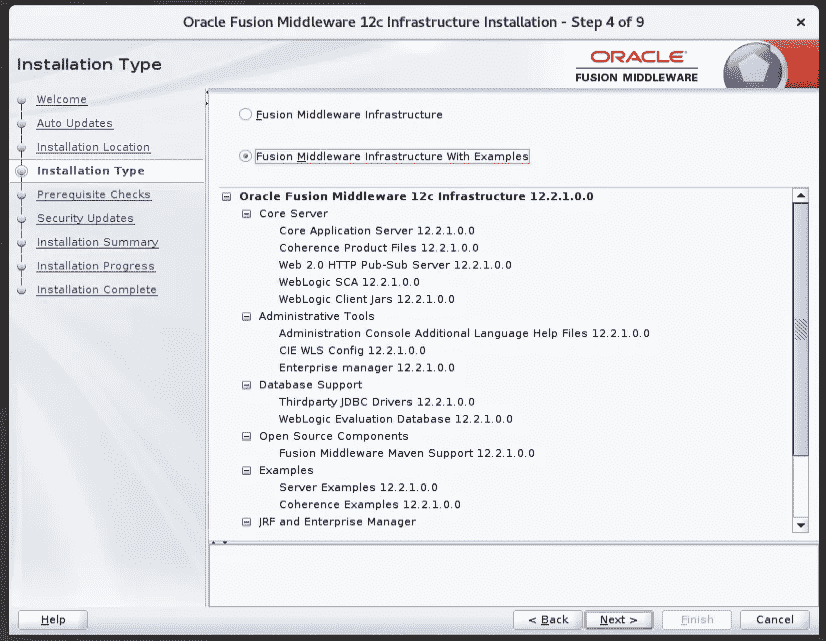 Oracle Fusion Middleware 12c Infrastructure Installation - Step 4 of 9
Installation Type
ORACLE
FUSION MIDDLEWARE
Welcome
Auto Updates
Installation Location
Installation Type
Prerequisite Checks
Security Updates
Installation Summary
Installation Progress
Installation Complete
Fusion Middleware Infrastructure
Fusion Middleware Infrastructure With Examples
Oracle Fusion Middleware 12c Infrastructure 12.2.1.0.0
Core Server
Core Application Server 12.2.1.0.0
Coherence Product Files 12.2.1.0.0
Web 2.0 HTTP Pub-Sub Server 12.2.1.0.0
WebLogic SCA 12.2.1.0.0
WebLogic Client Jars 12.2.1.0.0
Administrative Tools
Administration Console Additional Language Help Files 12.2.1.0.0
CIE WLS Config 12.2.1.0.0
Enterprise manager 12.2.1.0.0
Database Support
Thirdparty JDBC Drivers 12.2.1.0.0
WebLogic Evaluation Database 12.2.1.0.0
Open Source Components
Fusion Middleware Maven Support 12.2.1.0.0
Examples
Server Examples 12.2.1.0.0
Coherence Examples 12.2.1.0.0
JRF and Enterprise Manager
Help
< Back
Next >
Finish
Cancel